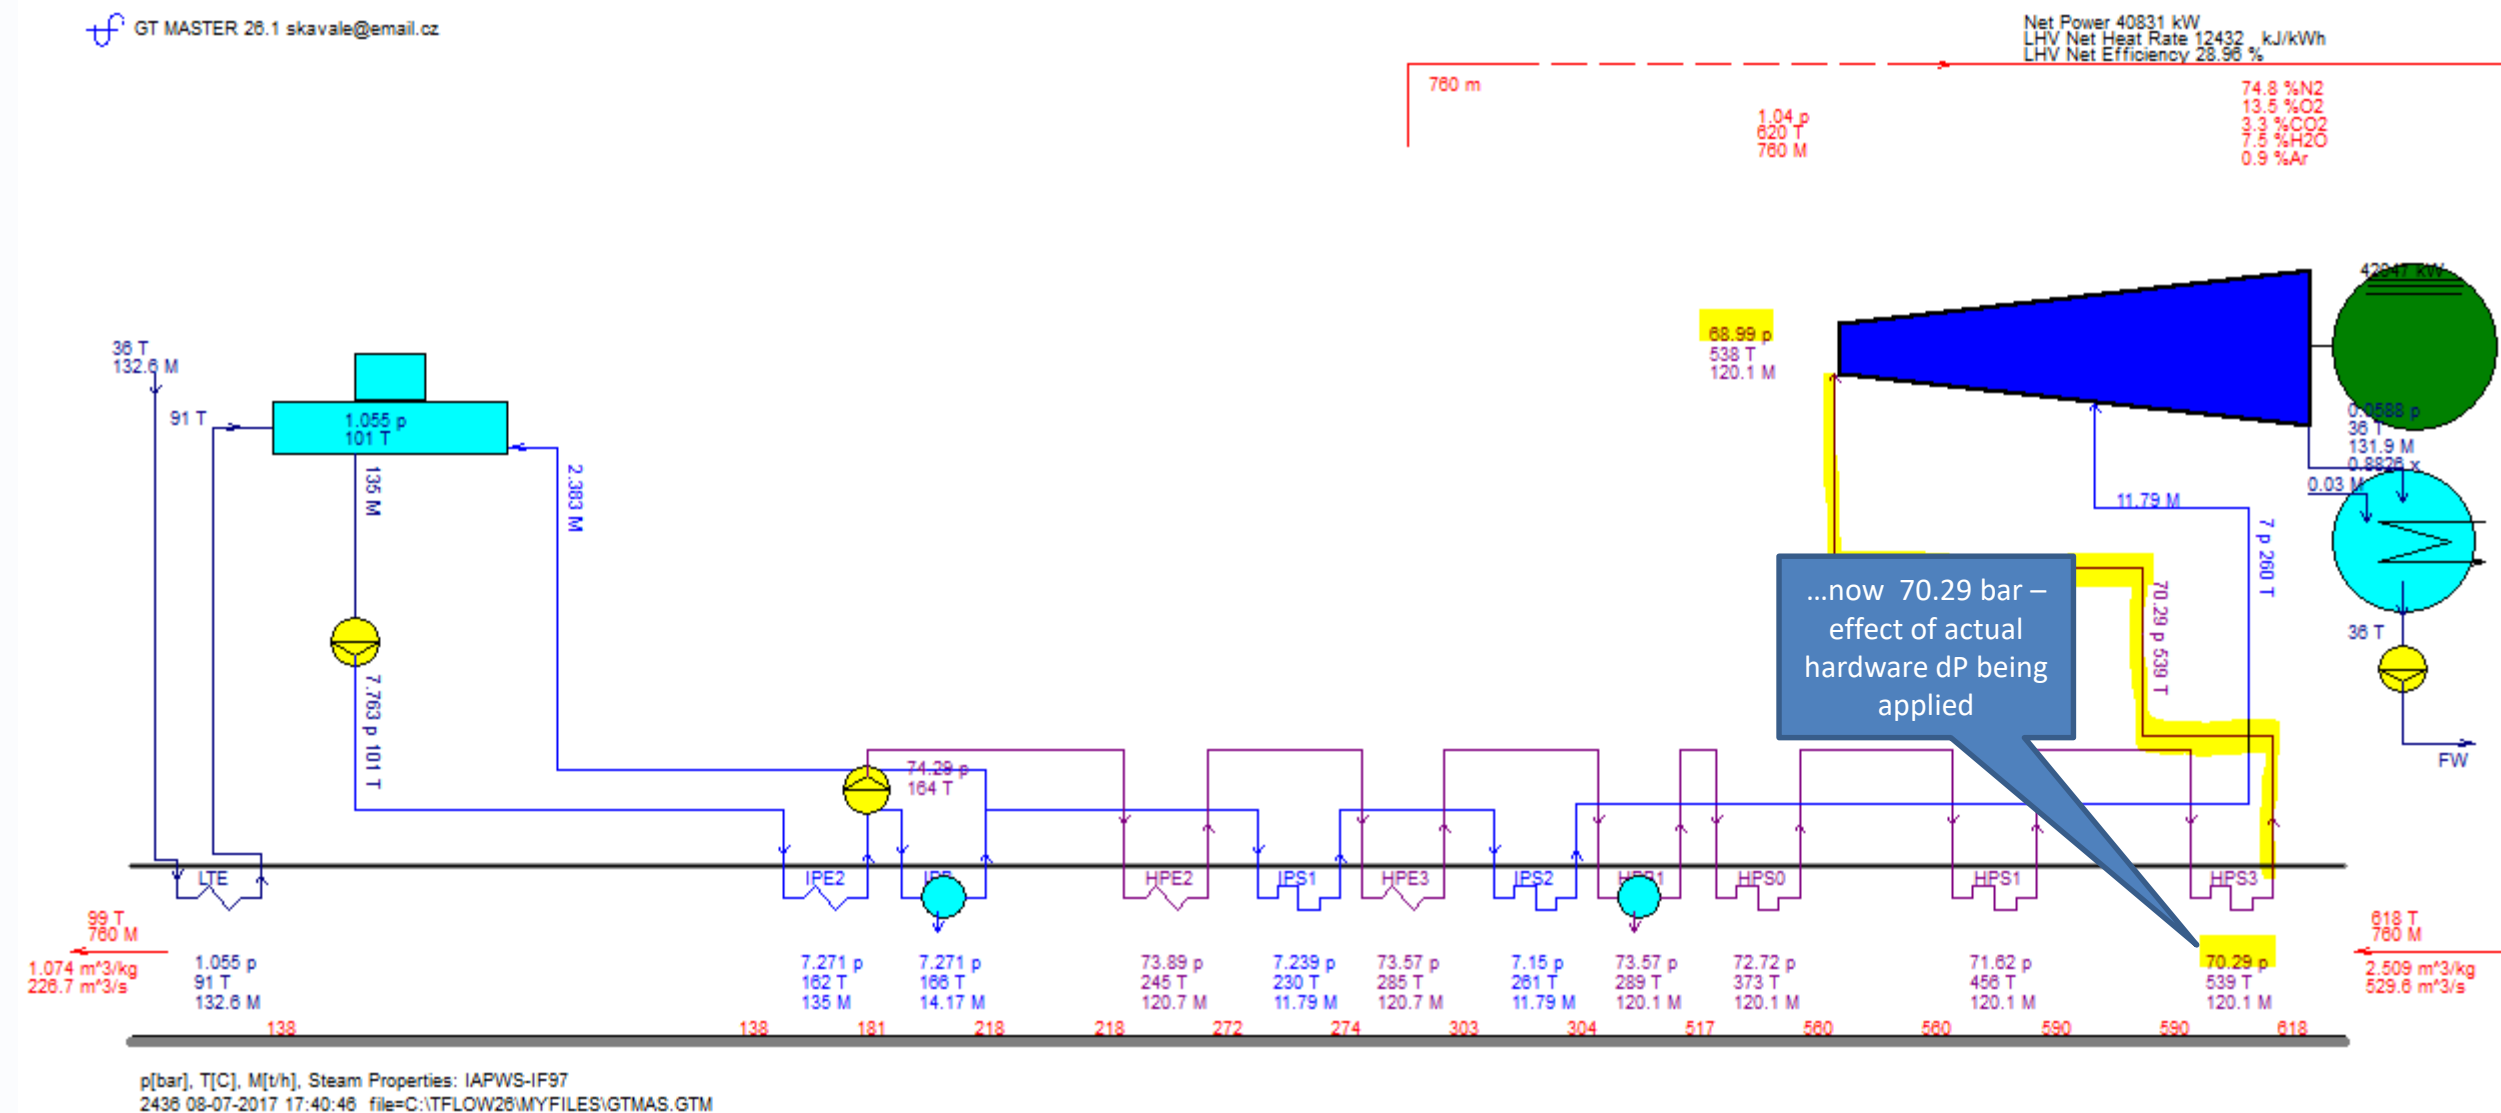 GT MASTER 26.1 skavale@email.cz
Net Power 40831 kW
LHV Net Heat Rate 12432 kJ/kWh
LHV Net Efficiency 28.96 %
760 m
1.04 p
620 T
760 M
74.8 %N2
13.5 %O2
3.3 %CO2
7.5 %H2O
0.9 %Ar
36 T
132.6 M
91 T
1.055 p
101 T
135 M
2.383 M
7.763 p 101 T
68.99 p
538 T
120.1 M
42947 kW
0.0588 p
36 T
131.9 M
0.8826 x
0.03 M
11.79 M
7 p 260 T
70.29 p 539 T
36 T
FW
...now 70.29 bar –
effect of actual
hardware dP being
applied
74.29 p
164 T
LTE
IPE2
HPE2
IPS1
HPE3
IPS2
HPB1
HPS0
HPS1
HPS3
99 T
760 M
1.074 m^3/kg
226.7 m^3/s
1.055 p
91 T
132.6 M
7.271 p
162 T
135 M
7.271 p
166 T
14.17 M
73.89 p
245 T
120.7 M
7.239 p
230 T
11.79 M
73.57 p
285 T
120.7 M
7.15 p
261 T
11.79 M
73.57 p
289 T
120.1 M
72.72 p
373 T
120.1 M
71.62 p
456 T
120.1 M
70.29 p
539 T
120.1 M
618 T
760 M
2.509 m^3/kg
529.6 m^3/s
138 138 181 218 218 272 274 303 304 517 560 560 590 590 618
p[bar], T[C], M[t/h], Steam Properties: IAPWS-IF97
2436 08-07-2017 17:40:46 file=C:\TFLOW26\MYFILES\GTMAS.GTM